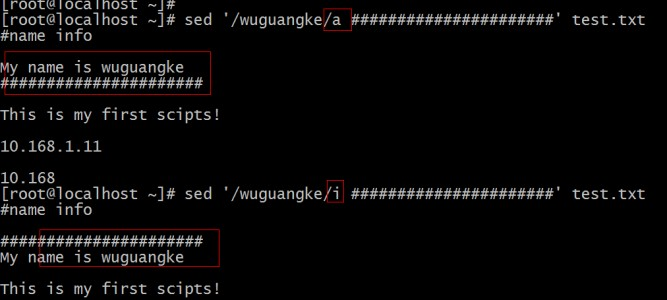 [root@localhost ~]#
[root@localhost ~]# sed '/wuguangke/a ######################' test.txt
#name info
My name is wuguangke
######################
This is my first scipts!
10.168.1.11
10.168
[root@localhost ~]# sed '/wuguangke/i ######################' test.txt
#name info
######################
My name is wuguangke
This is my first scipts!